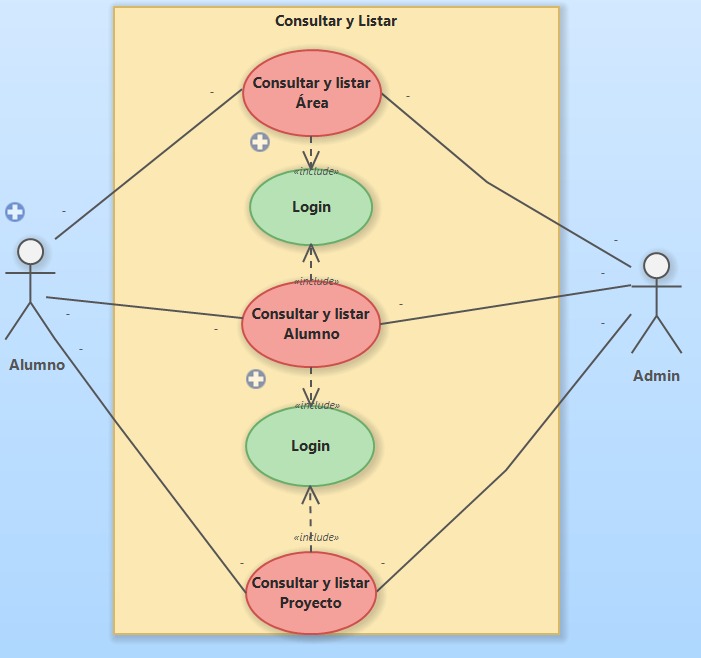 Consultar y Listar
Consultar y listar
Área
«include»
Login
«include»
Consultar y listar
Alumno
Alumno
Admin
«include»
Login
«include»
Consultar y listar
Proyecto